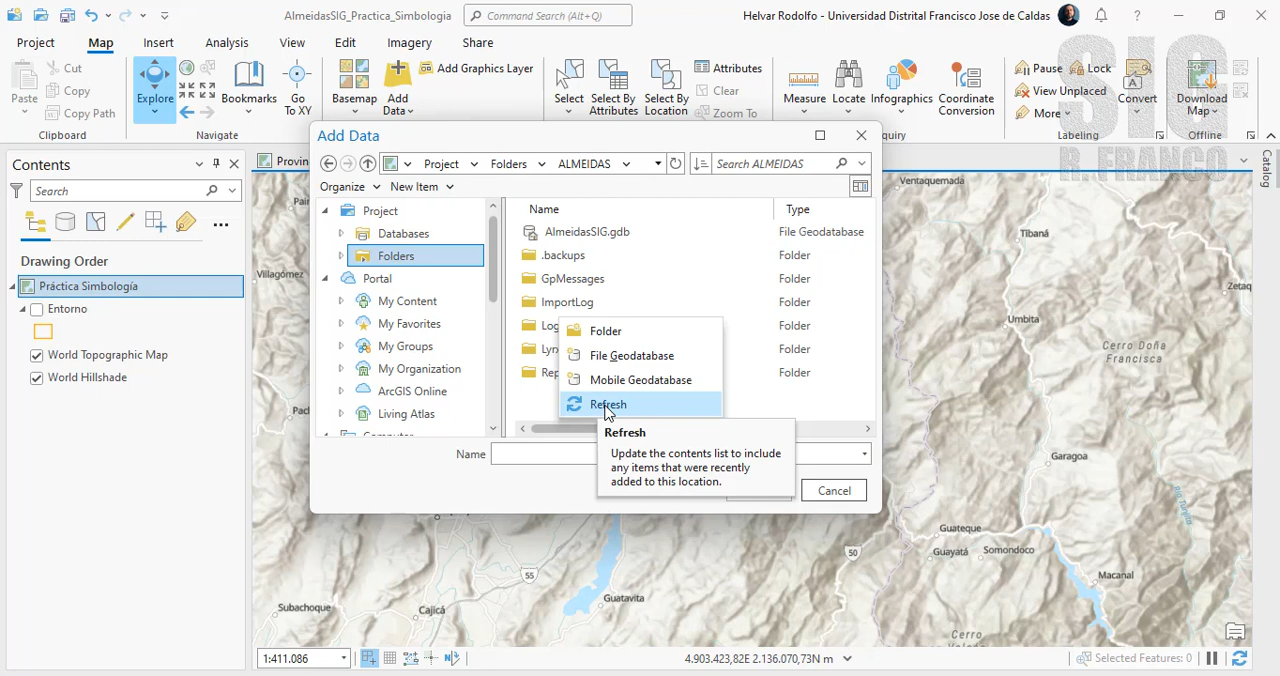 AlmeidasSIG_Practica_Simbologia
Command Search (Alt+Q)
Helvar Rodolfo - Universidad Distrital Francisco Jose de Caldas
?
Project
Map
Insert
Analysis
View
Edit
Imagery
Share
Paste
Cut
Copy
Copy Path
Clipboard
Explore
Bookmarks
Go
To XY
Navigate
Basemap
Add
Data
Add Graphics Layer
Select
Select By
Attributes
Select By
Location
Attributes
Clear
Zoom To
Measure
Locate
Infographics
Coordinate
Conversion
Pause
Lock
View Unplaced
More
Labeling
Convert
Download
Map
Offline
SIG
R. FRANCO
Contents
Search
Drawing Order
Práctica Simbología
Entorno
World Topographic Map
World Hillshade
Catalog
Add Data
Project
Folders
ALMEIDAS
Search ALMEIDAS
Organize
New Item
Project
Databases
Folders
Portal
My Content
My Favorites
My Groups
My Organization
ArcGIS Online
Living Atlas
Name
Type
AlmeidasSIG.gdb
File Geodatabase
.backups
Folder
GpMessages
Folder
ImportLog
Folder
Folder
Folder
Folder
Folder
File Geodatabase
Mobile Geodatabase
Refresh
Refresh
Update the contents list to include
any items that were recently
added to this location.
Name
Cancel
Ventaquemada
Tibaná
Villagómez
Umbita
Cerro Doña
Francisca
Garagoa
Guateque
Guayatá
Somondoco
50
55
Macanal
Guatavita
Subachoque
Cajicá
Cerro
1:411.086
4.903.423,82E 2.136.070,73N m
Selected Features: 0